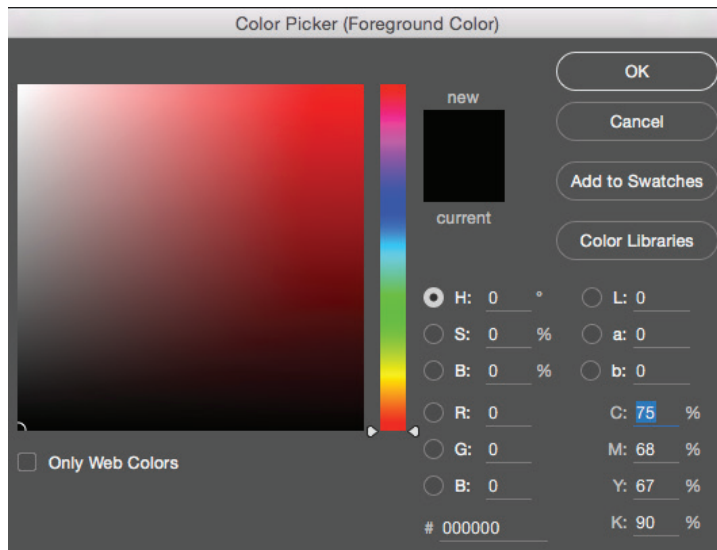 Color Picker (Foreground Color)
new
current
OK
Cancel
Add to Swatches
Color Libraries
H: 0 °
S: 0 %
B: 0 %
R: 0
G: 0
B: 0
# 000000
L: 0
a: 0
b: 0
C: 75 %
M: 68 %
Y: 67 %
K: 90 %
Only Web Colors